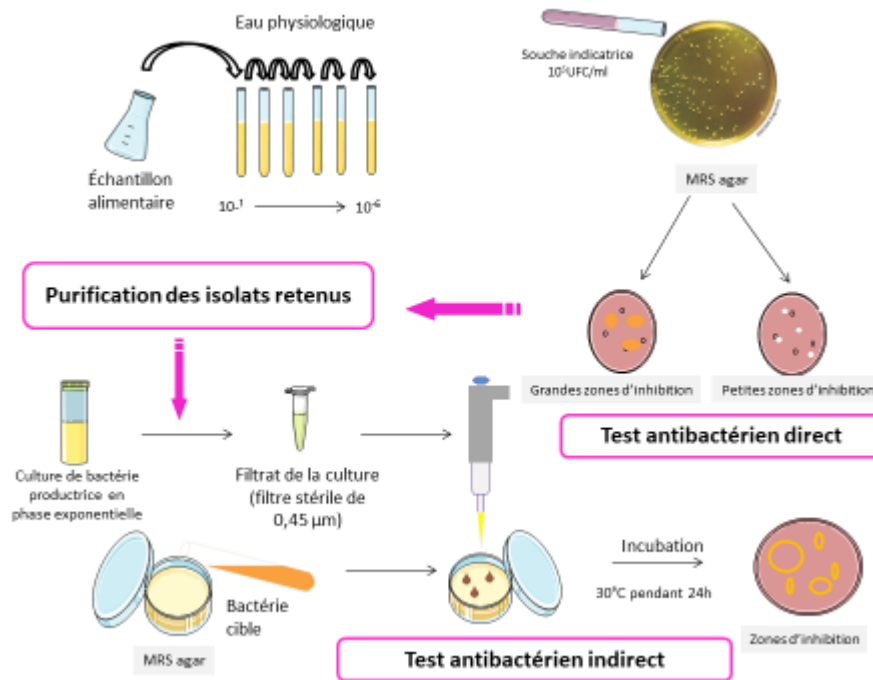 Eau physiologique
Souche indicatrice
10⁵UFC/ml
Échantillon
alimentaire
10-¹
10-⁶
MRS agar
Purification des isolats retenus
Grandes zones d'inhibition
Petites zones d'inhibition
Test antibactérien direct
Culture de bactérie
productrice en
phase exponentielle
Filtrat de la culture
(filtre stérile de
0,45 µm)
Incubation
30°C pendant 24h
Bactérie
cible
MRS agar
Test antibactérien indirect
Zones d'inhibition